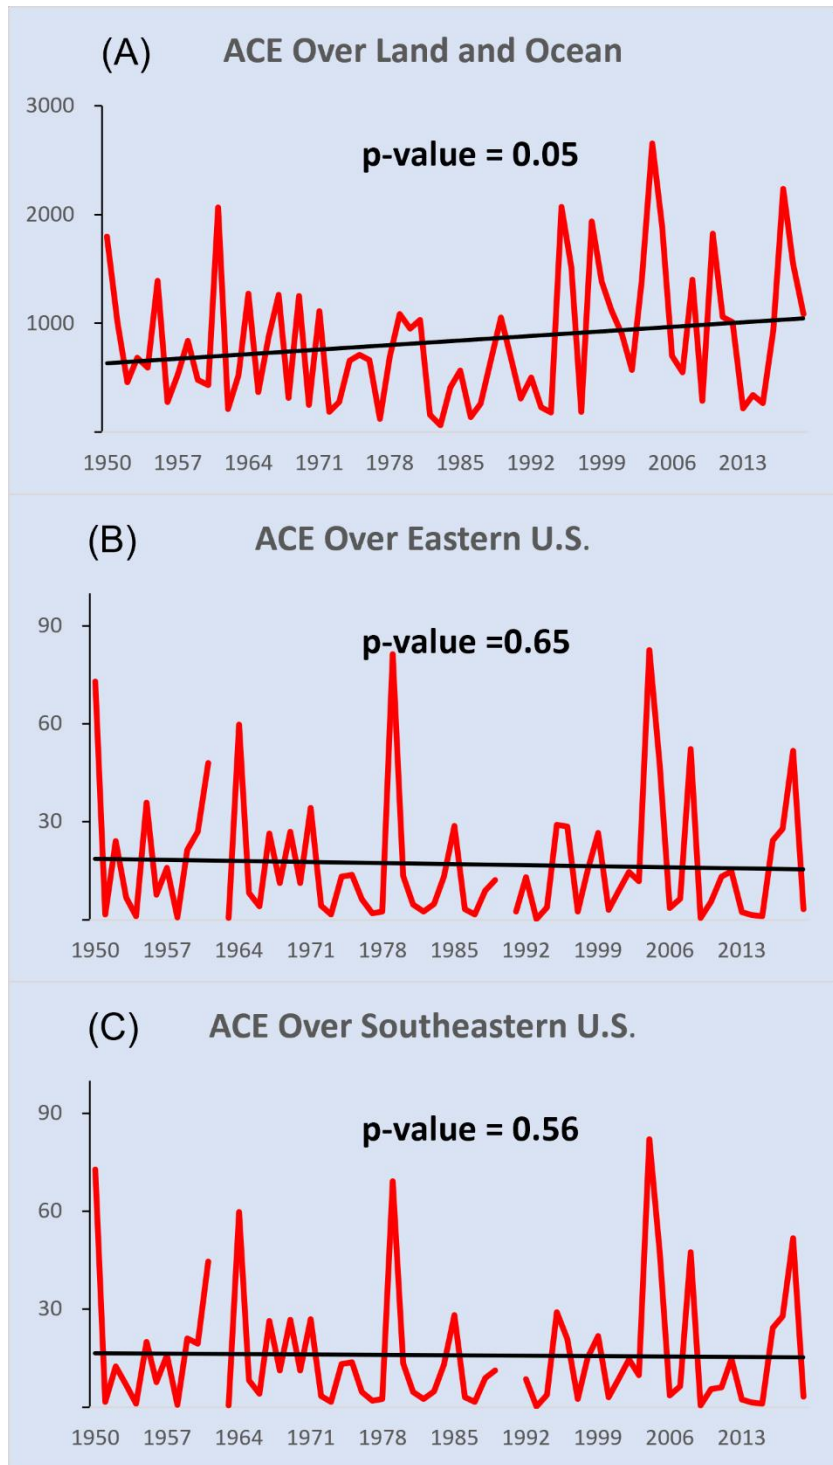 (A) ACE Over Land and Ocean
3000
p-value = 0.05
2000
1000
1950 1957 1964 1971 1978 1985 1992 1999 2006 2013
(B) ACE Over Eastern U.S.
90
p-value =0.65
60
30
1950 1957 1964 1971 1978 1985 1992 1999 2006 2013
(C) ACE Over Southeastern U.S.
90
p-value = 0.56
60
30
1950 1957 1964 1971 1978 1985 1992 1999 2006 2013